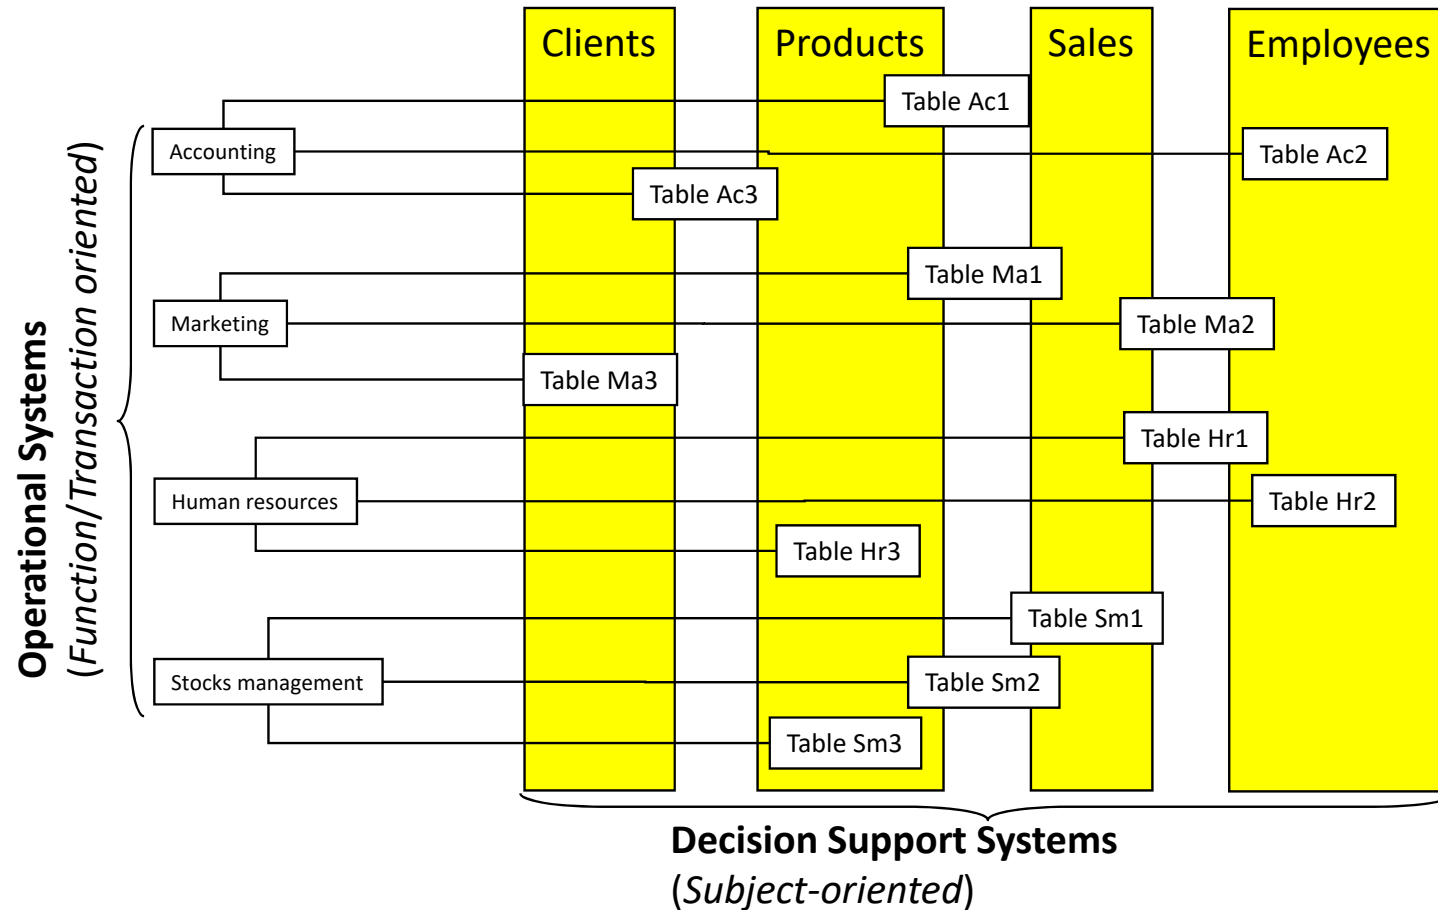 Clients
Products
Sales
Employees
Table Ac1
Accounting
Table Ac2
Table Ac3
Table Ma1
Marketing
Table Ma2
Table Ma3
Table Hr1
Human resources
Table Hr2
Table Hr3
Table Sm1
Stocks management
Table Sm2
Table Sm3
Operational Systems
(Function/Transaction oriented)
Decision Support Systems
(Subject-oriented)